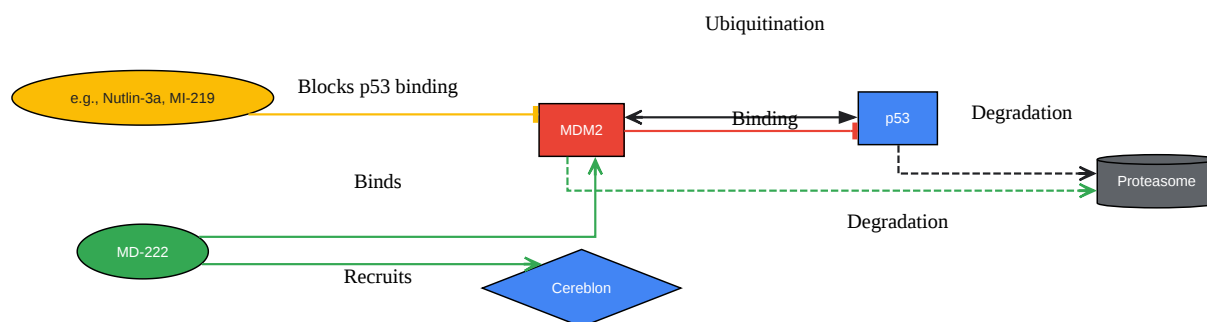 Ubiquitination
e.g., Nutlin-3a, MI-219
Blocks p53 binding
MDM2
Binding
p53
Degradation
Binds
Proteasome
Degradation
MD-222
Recruits
Cereblon